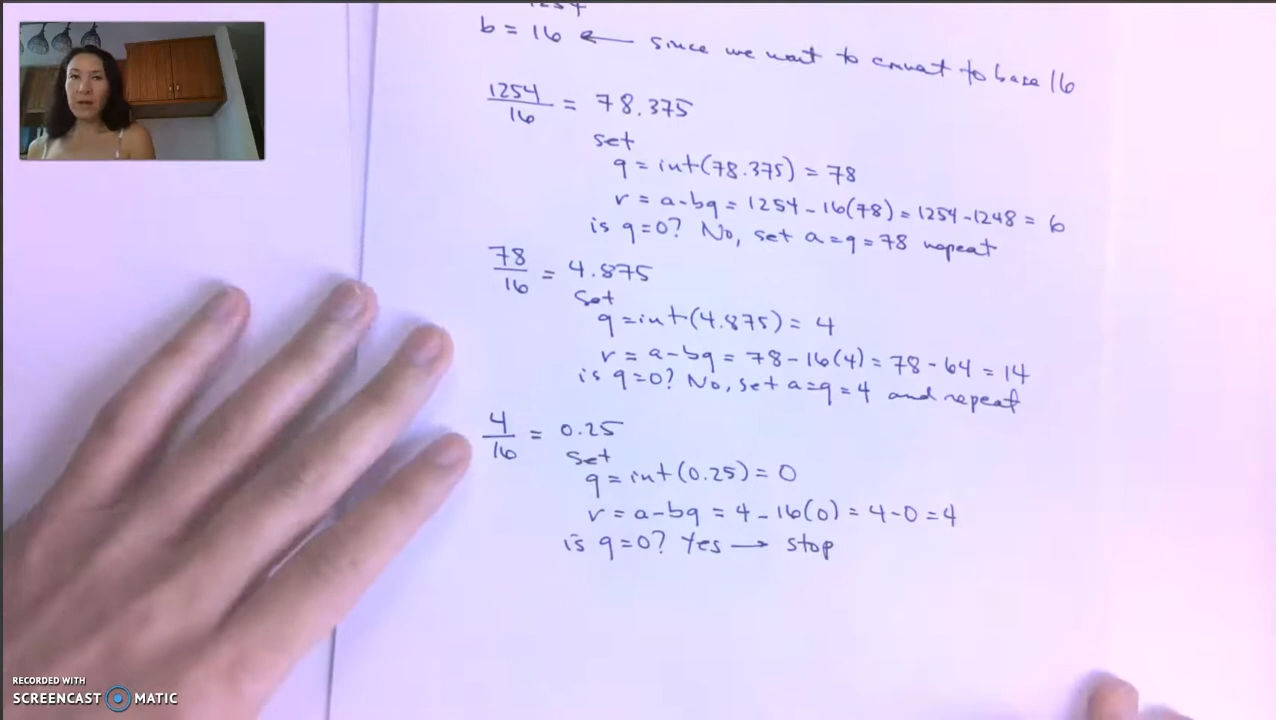 1254
b = 16 ← since we want to convert to base 16
1254/16 = 78.375
set
q = int(78.375) = 78
r = a-bq = 1254 - 16(78) = 1254 - 1248 = 6
is q=0? No, set a=q=78 repeat
78/16 = 4.875
set
q = int(4.875) = 4
r = a-bq = 78 - 16(4) = 78 - 64 = 14
is q=0? No, set a=q=4 and repeat
4/16 = 0.25
set
q = int(0.25) = 0
r = a-bq = 4 - 16(0) = 4 - 0 = 4
is q=0? Yes → stop
RECORDED WITH
SCREENCAST MATIC